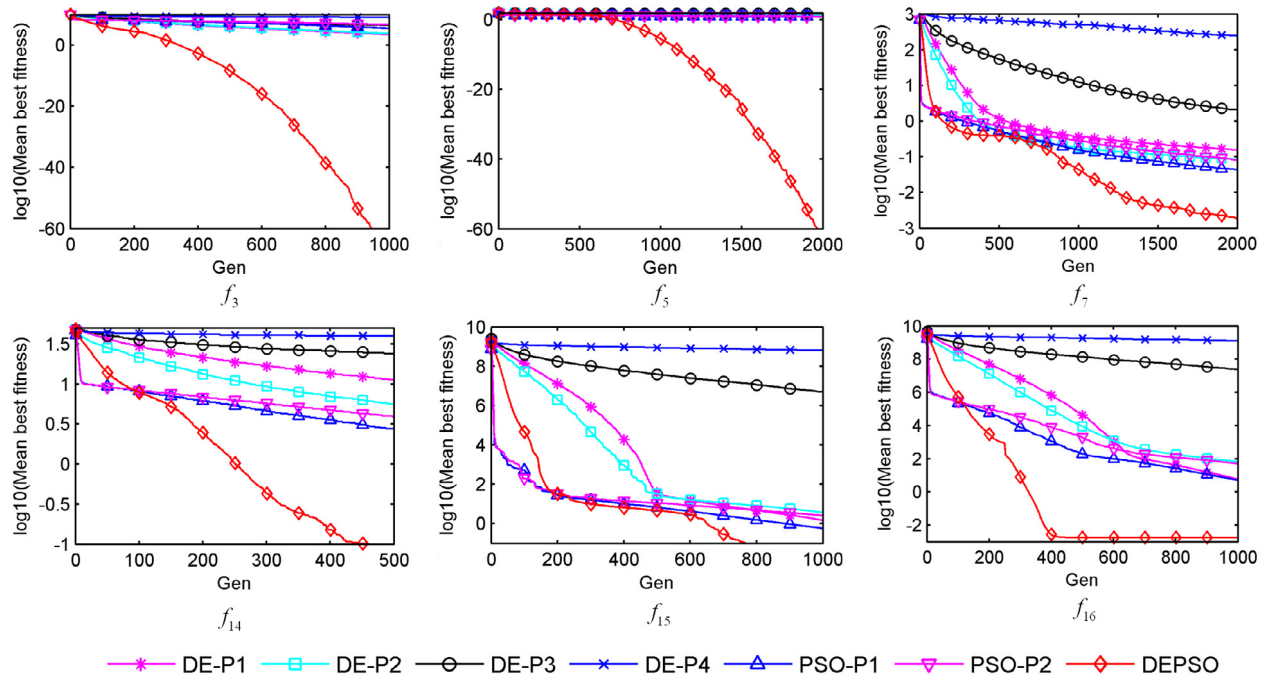 log10(Mean best fitness)
0
-20
-40
-60
0 200 400 600 800 1000
Gen
f3
log10(Mean best fitness)
0
-20
-40
-60
0 500 1000 1500 2000
Gen
f5
log10(Mean best fitness)
3
2
1
0
-1
-2
-3
0 500 1000 1500 2000
Gen
f7
log10(Mean best fitness)
1.5
1
0.5
0
-0.5
-1
0 100 200 300 400 500
Gen
f14
log10(Mean best fitness)
10
8
6
4
2
0
0 200 400 600 800 1000
Gen
f15
log10(Mean best fitness)
10
8
6
4
2
0
-2
0 200 400 600 800 1000
Gen
f16
DE-P1 DE-P2 DE-P3 DE-P4 PSO-P1 PSO-P2 DEPSO